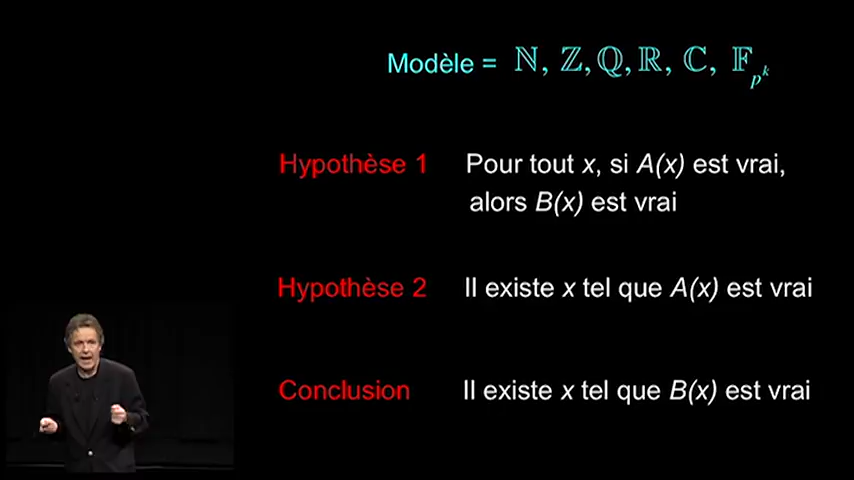 Modèle = ℕ, ℤ, ℚ, ℝ, ℂ, 𝔽_{p^k}
Hypothèse 1 Pour tout x, si A(x) est vrai,
alors B(x) est vrai
Hypothèse 2 Il existe x tel que A(x) est vrai
Conclusion Il existe x tel que B(x) est vrai